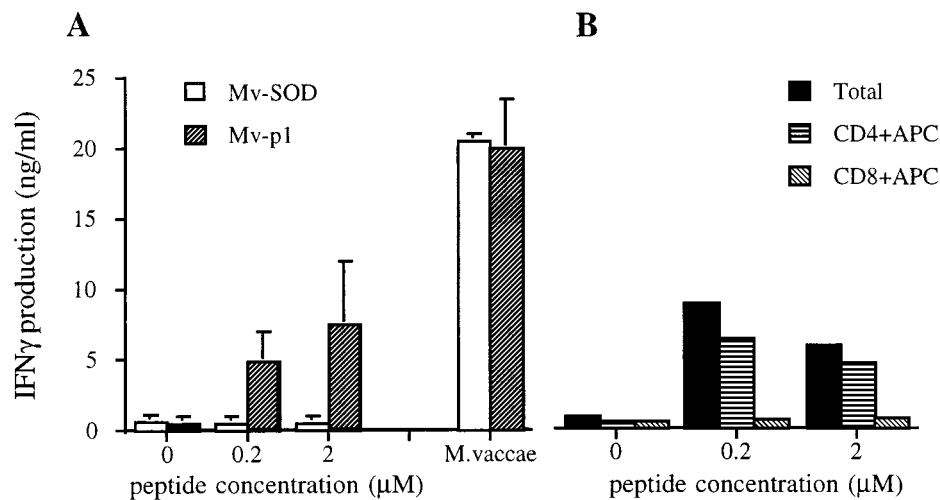 A
B
IFNγ production (ng/ml)
25
20
15
10
5
0
Mv-SOD
Mv-p1
0 0.2 2 M.vaccae
peptide concentration (μM)
Total
CD4+APC
CD8+APC
0 0.2 2
peptide concentration (μM)